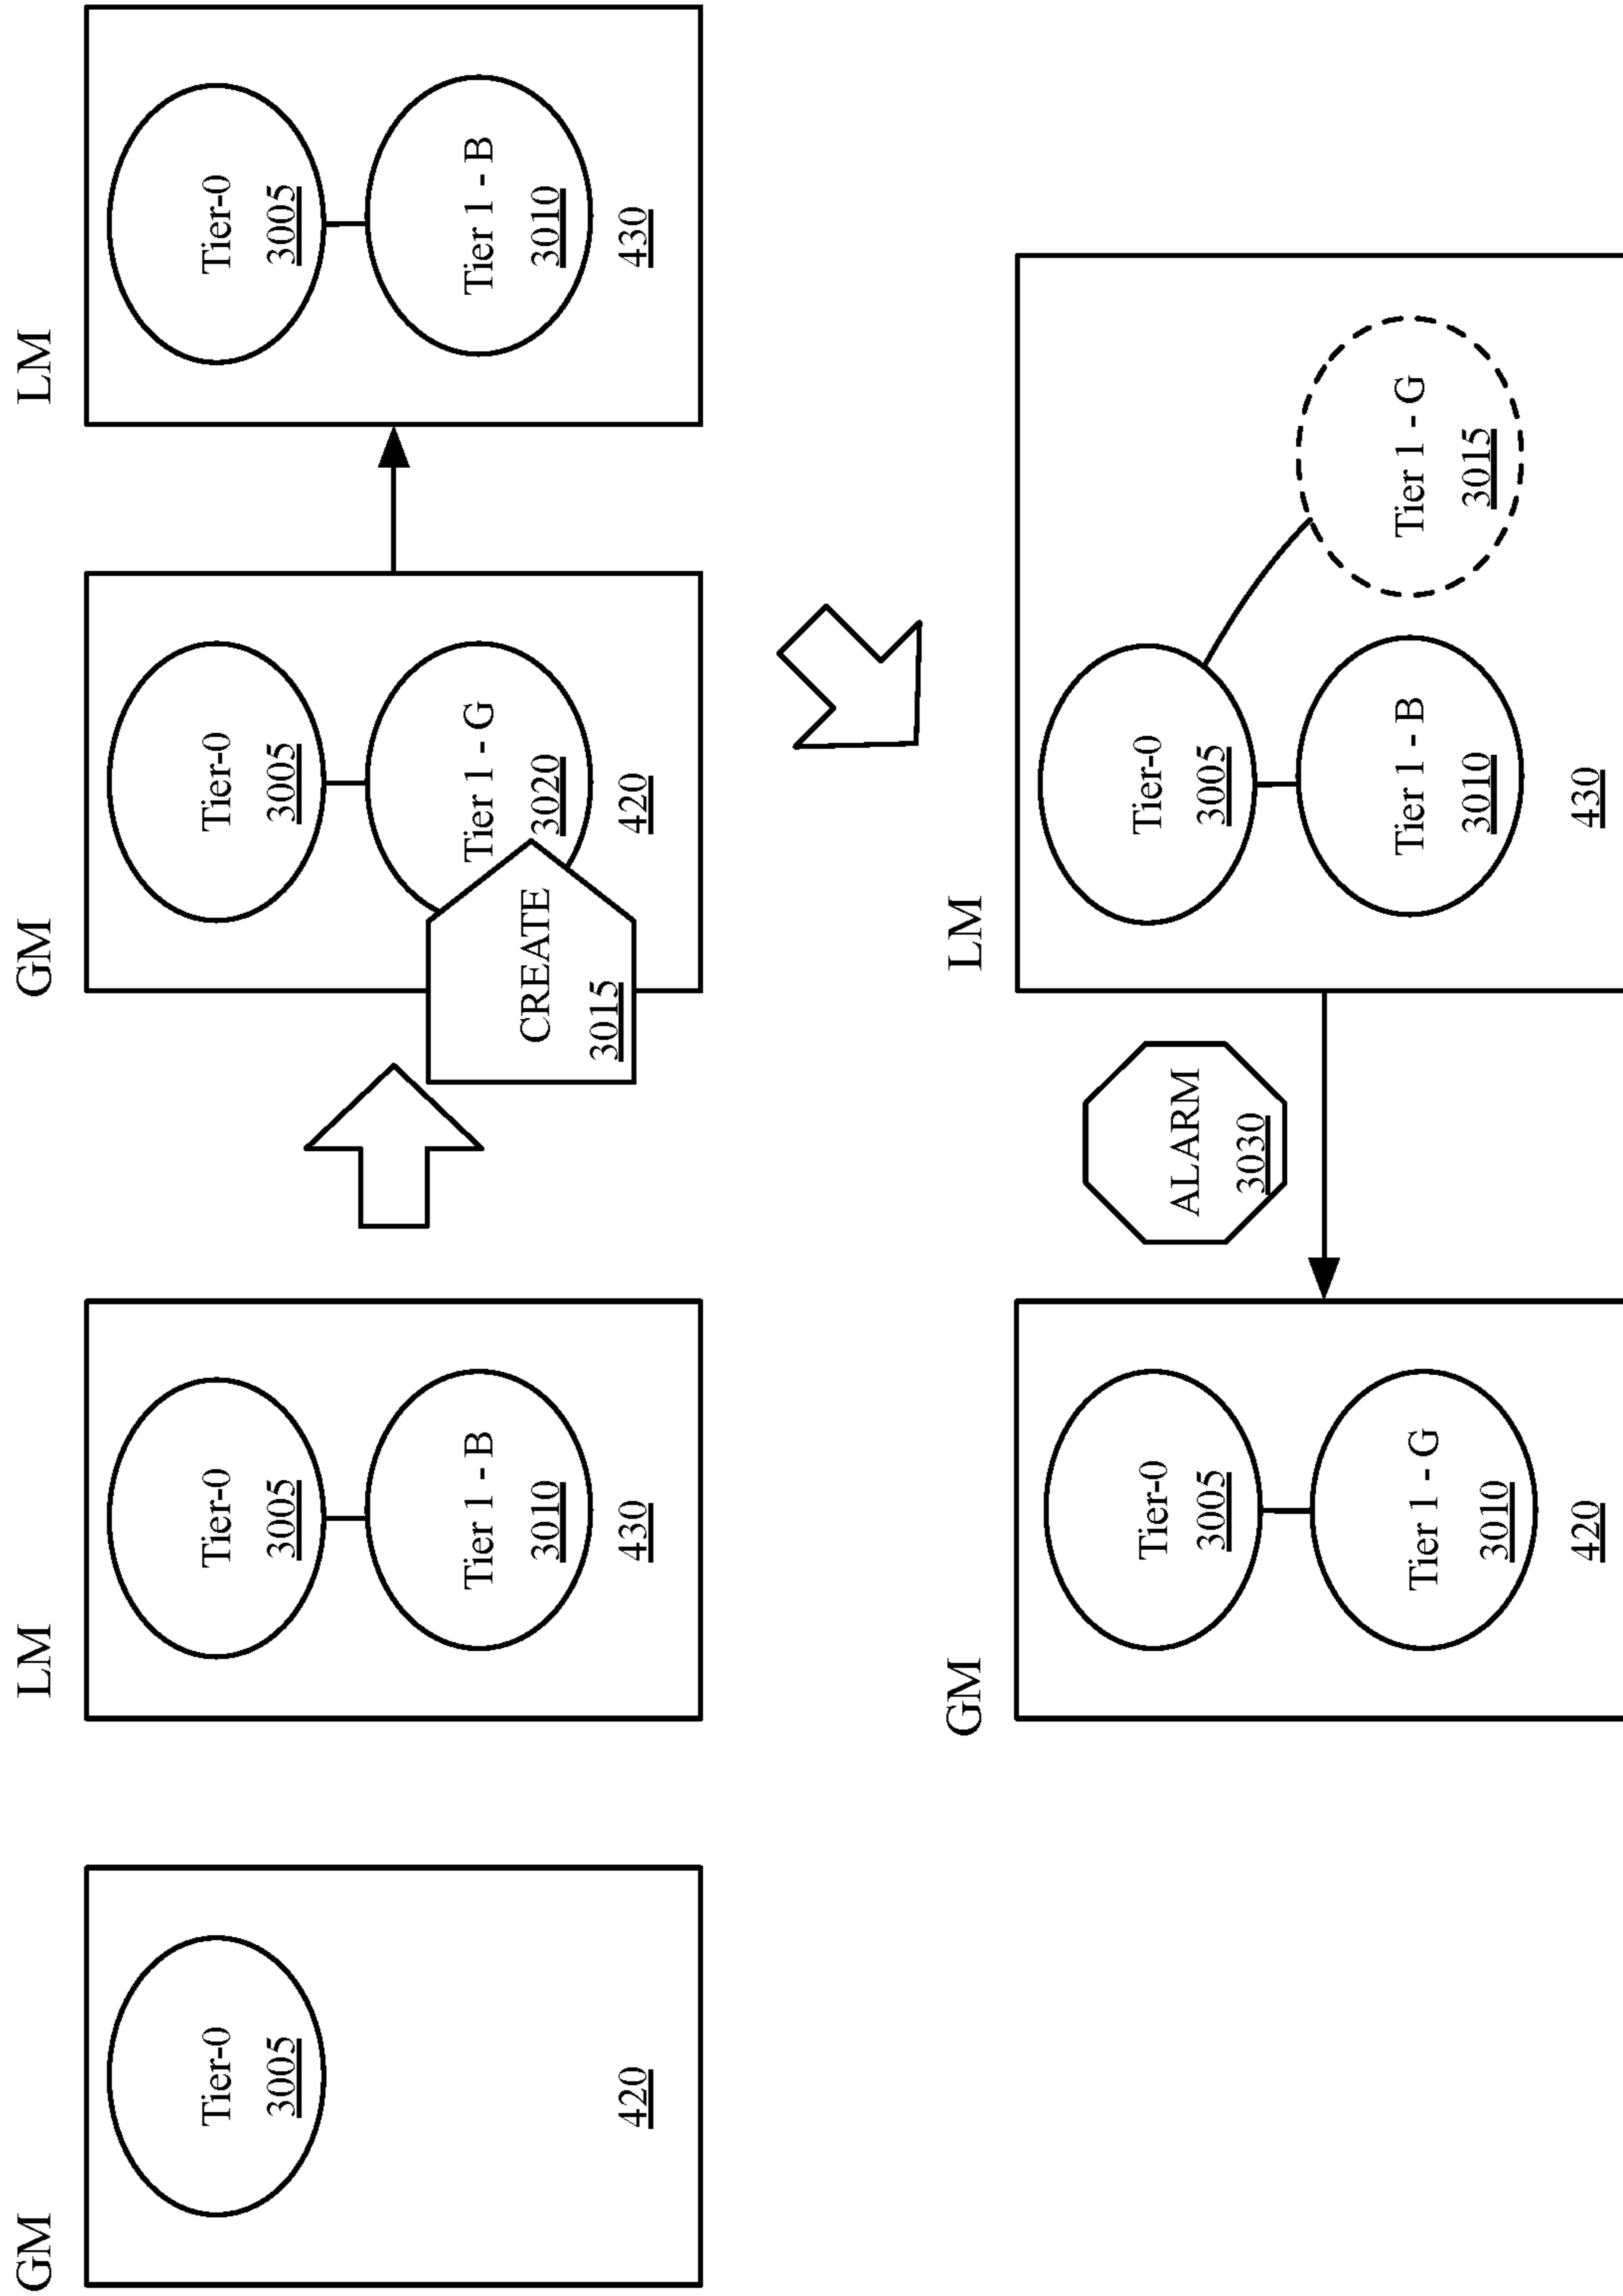 GM
Tier-0
3005
420
LM
Tier-0
3005
Tier 1 - B
3010
430
GM
Tier-0
3005
Tier 1 - G
3020
420
CREATE
3015
LM
Tier-0
3005
Tier 1 - B
3010
430
GM
Tier-0
3005
Tier 1 - G
3010
420
ALARM
3030
LM
Tier-0
3005
Tier 1 - B
3010
Tier 1 - G
3015
430